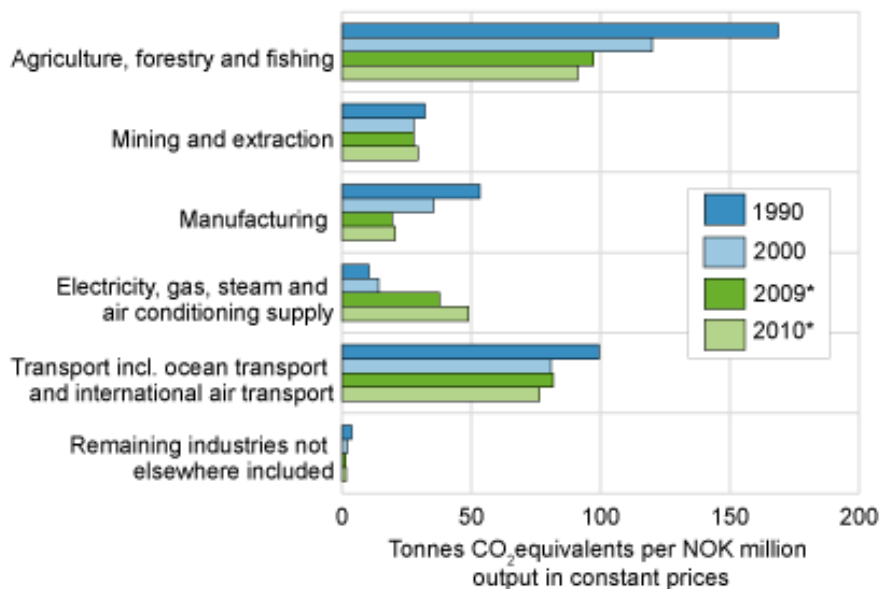 Agriculture, forestry and fishing
Mining and extraction
Manufacturing
Electricity, gas, steam and
air conditioning supply
Transport incl. ocean transport
and international air transport
Remaining industries not
elsewhere included
1990
2000
2009*
2010*
0 50 100 150 200
Tonnes CO₂equivalents per NOK million
output in constant prices